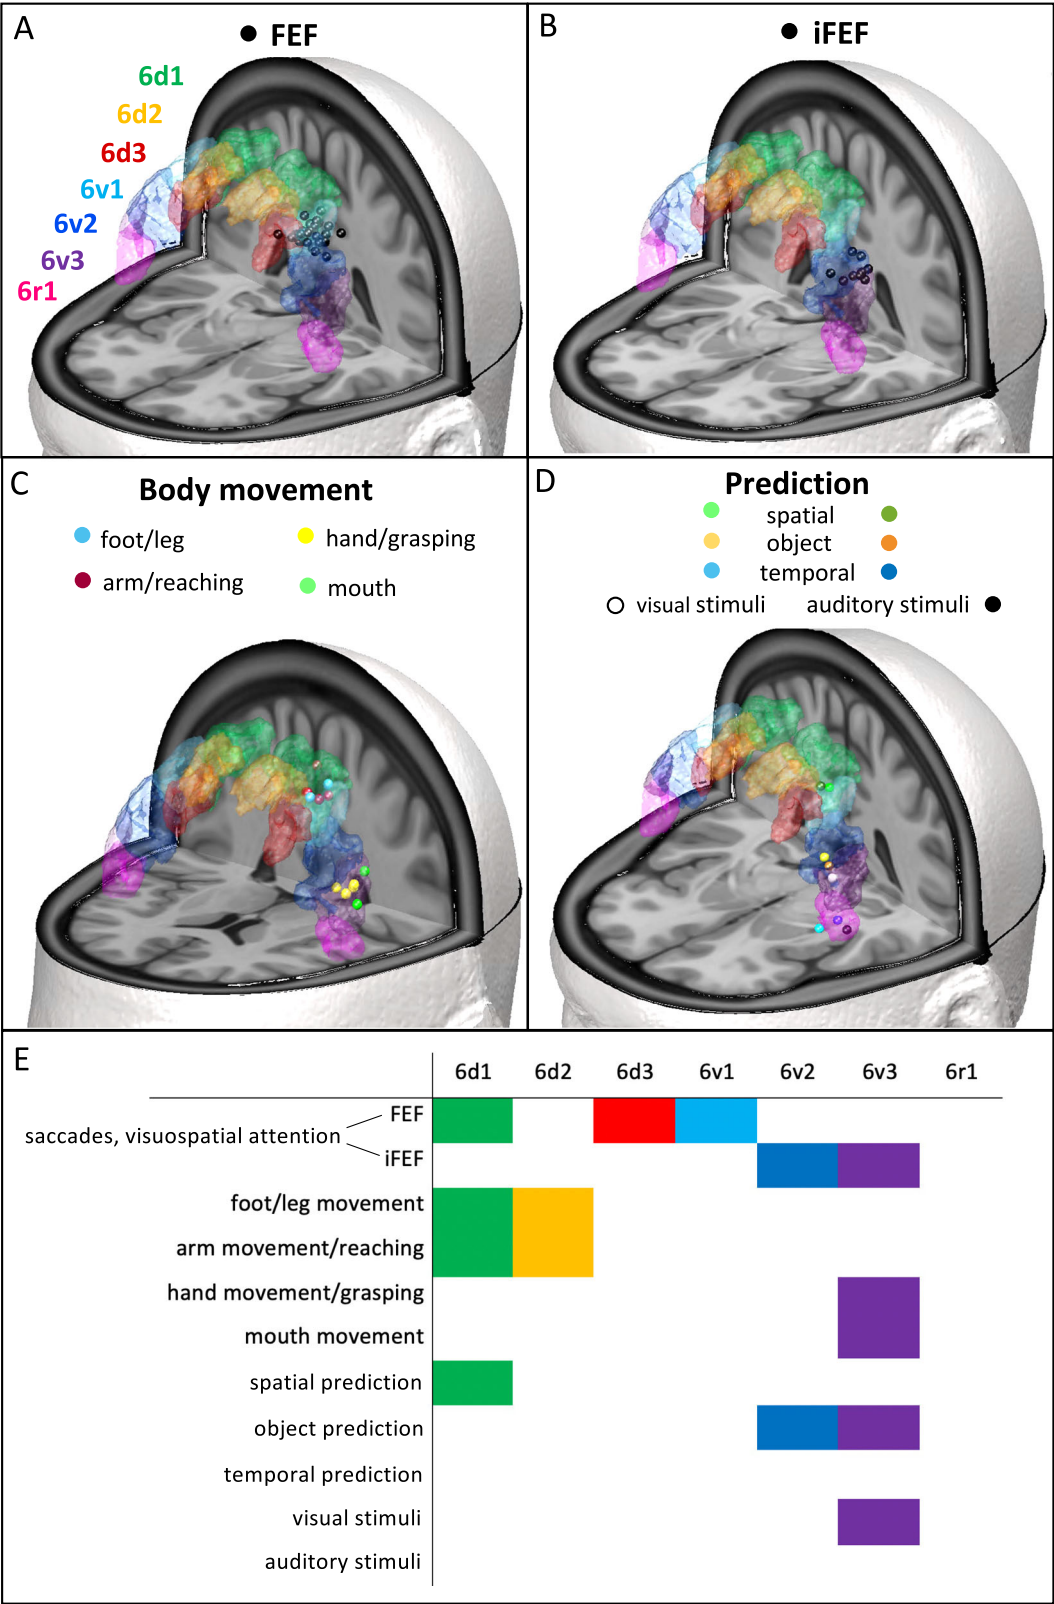 A
FEF
6d1
6d2
6d3
6v1
6v2
6v3
6r1
B
iFEF
C
Body movement
foot/leg
hand/grasping
arm/reaching
mouth
D
Prediction
spatial
object
temporal
visual stimuli
auditory stimuli
E
6d1 6d2 6d3 6v1 6v2 6v3 6r1
FEF
saccades, visuospatial attention
iFEF
foot/leg movement
arm movement/reaching
hand movement/grasping
mouth movement
spatial prediction
object prediction
temporal prediction
visual stimuli
auditory stimuli